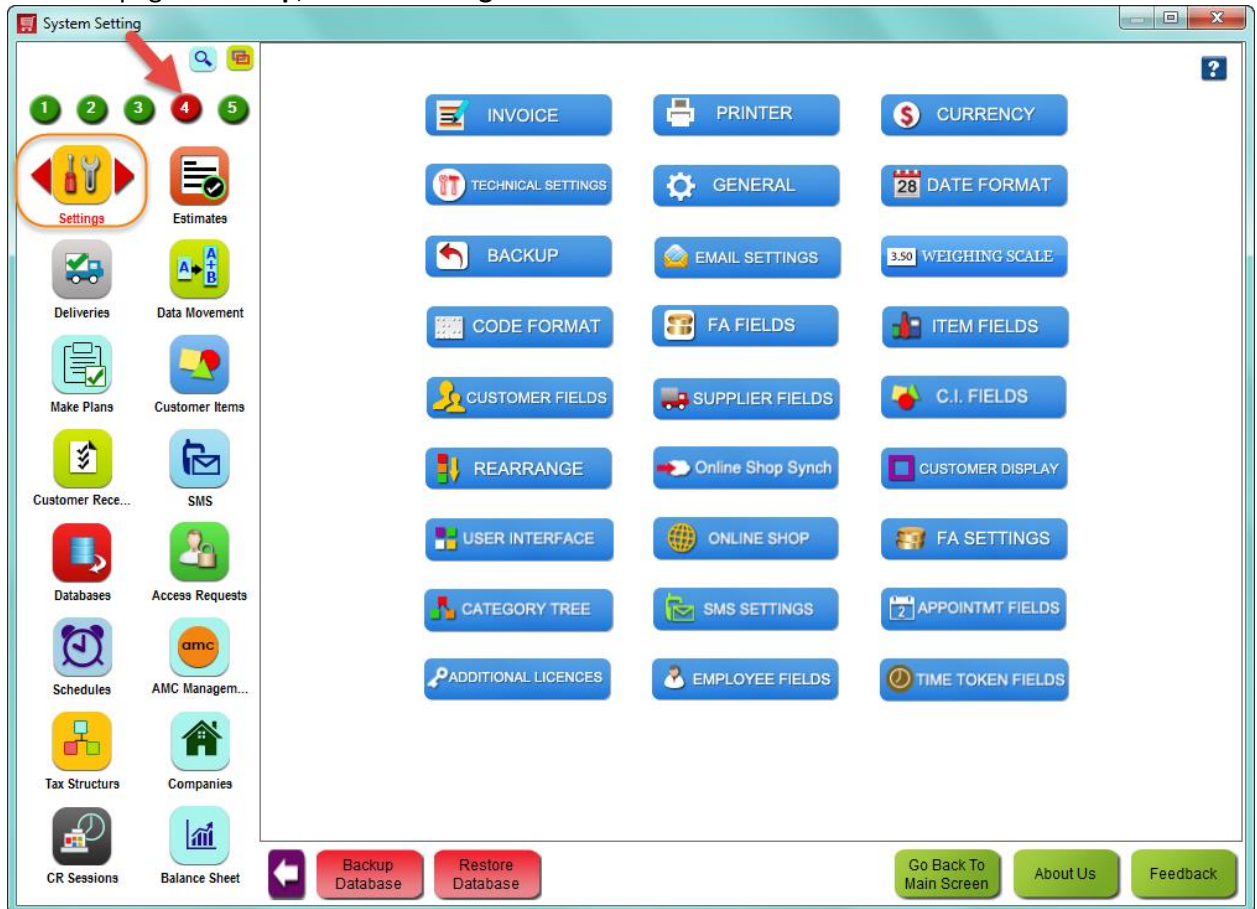 System Setting
?
1 2 3 4 5
Settings
Estimates
Deliveries
Data Movement
Make Plans
Customer Items
Customer Rece...
SMS
Databases
Access Requests
Schedules
amc
AMC Managem...
Tax Structurs
Companies
CR Sessions
Balance Sheet
INVOICE
PRINTER
$ CURRENCY
TECHNICAL SETTINGS
GENERAL
28 DATE FORMAT
BACKUP
EMAIL SETTINGS
3.50 WEIGHING SCALE
CODE FORMAT
FA FIELDS
ITEM FIELDS
CUSTOMER FIELDS
SUPPLIER FIELDS
C.I. FIELDS
REARRANGE
Online Shop Synch
CUSTOMER DISPLAY
USER INTERFACE
ONLINE SHOP
FA SETTINGS
CATEGORY TREE
SMS SETTINGS
2 APPOINTMT FIELDS
ADDITIONAL LICENCES
EMPLOYEE FIELDS
TIME TOKEN FIELDS
Backup
Database
Restore
Database
Go Back To
Main Screen
About Us
Feedback